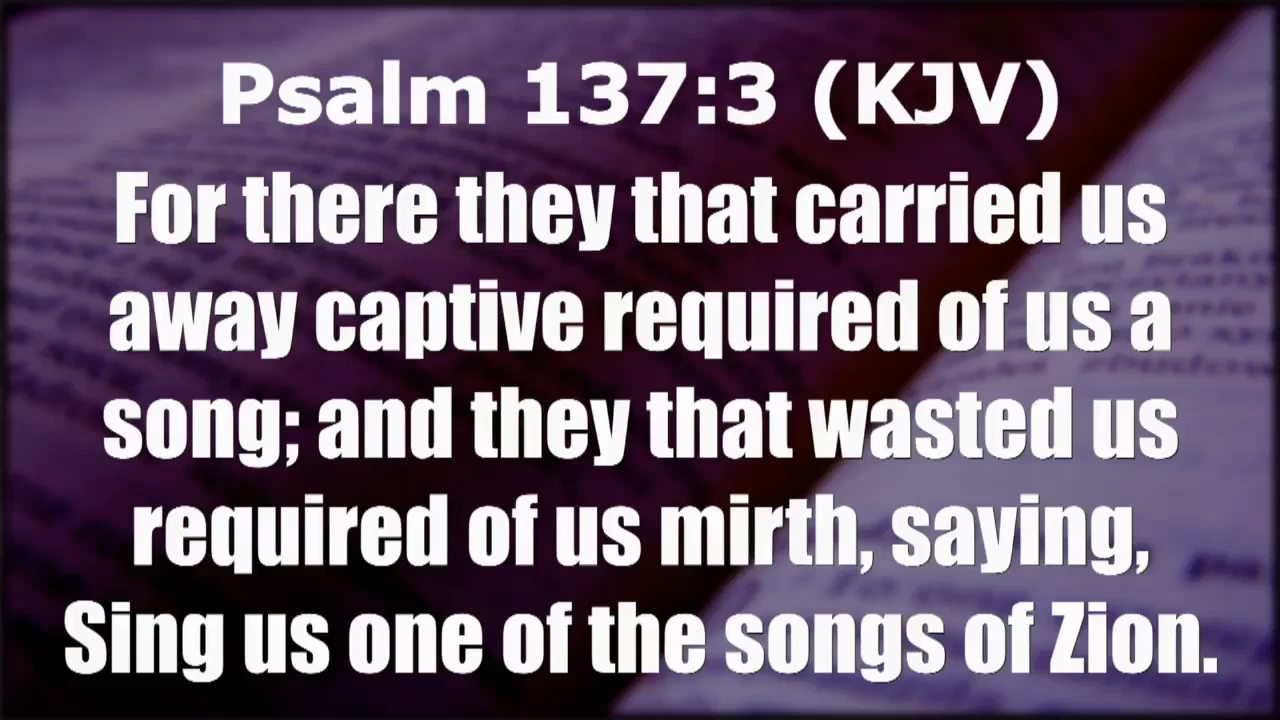 Psalm 137:3 (KJV)
For there they that carried us
away captive required of us a
song; and they that wasted us
required of us mirth, saying,
Sing us one of the songs of Zion.